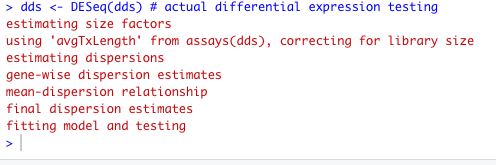 > dds <- DESeq(dds) # actual differential expression testing
estimating size factors
using 'avgTxLength' from assays(dds), correcting for library size
estimating dispersions
gene-wise dispersion estimates
mean-dispersion relationship
final dispersion estimates
fitting model and testing
>